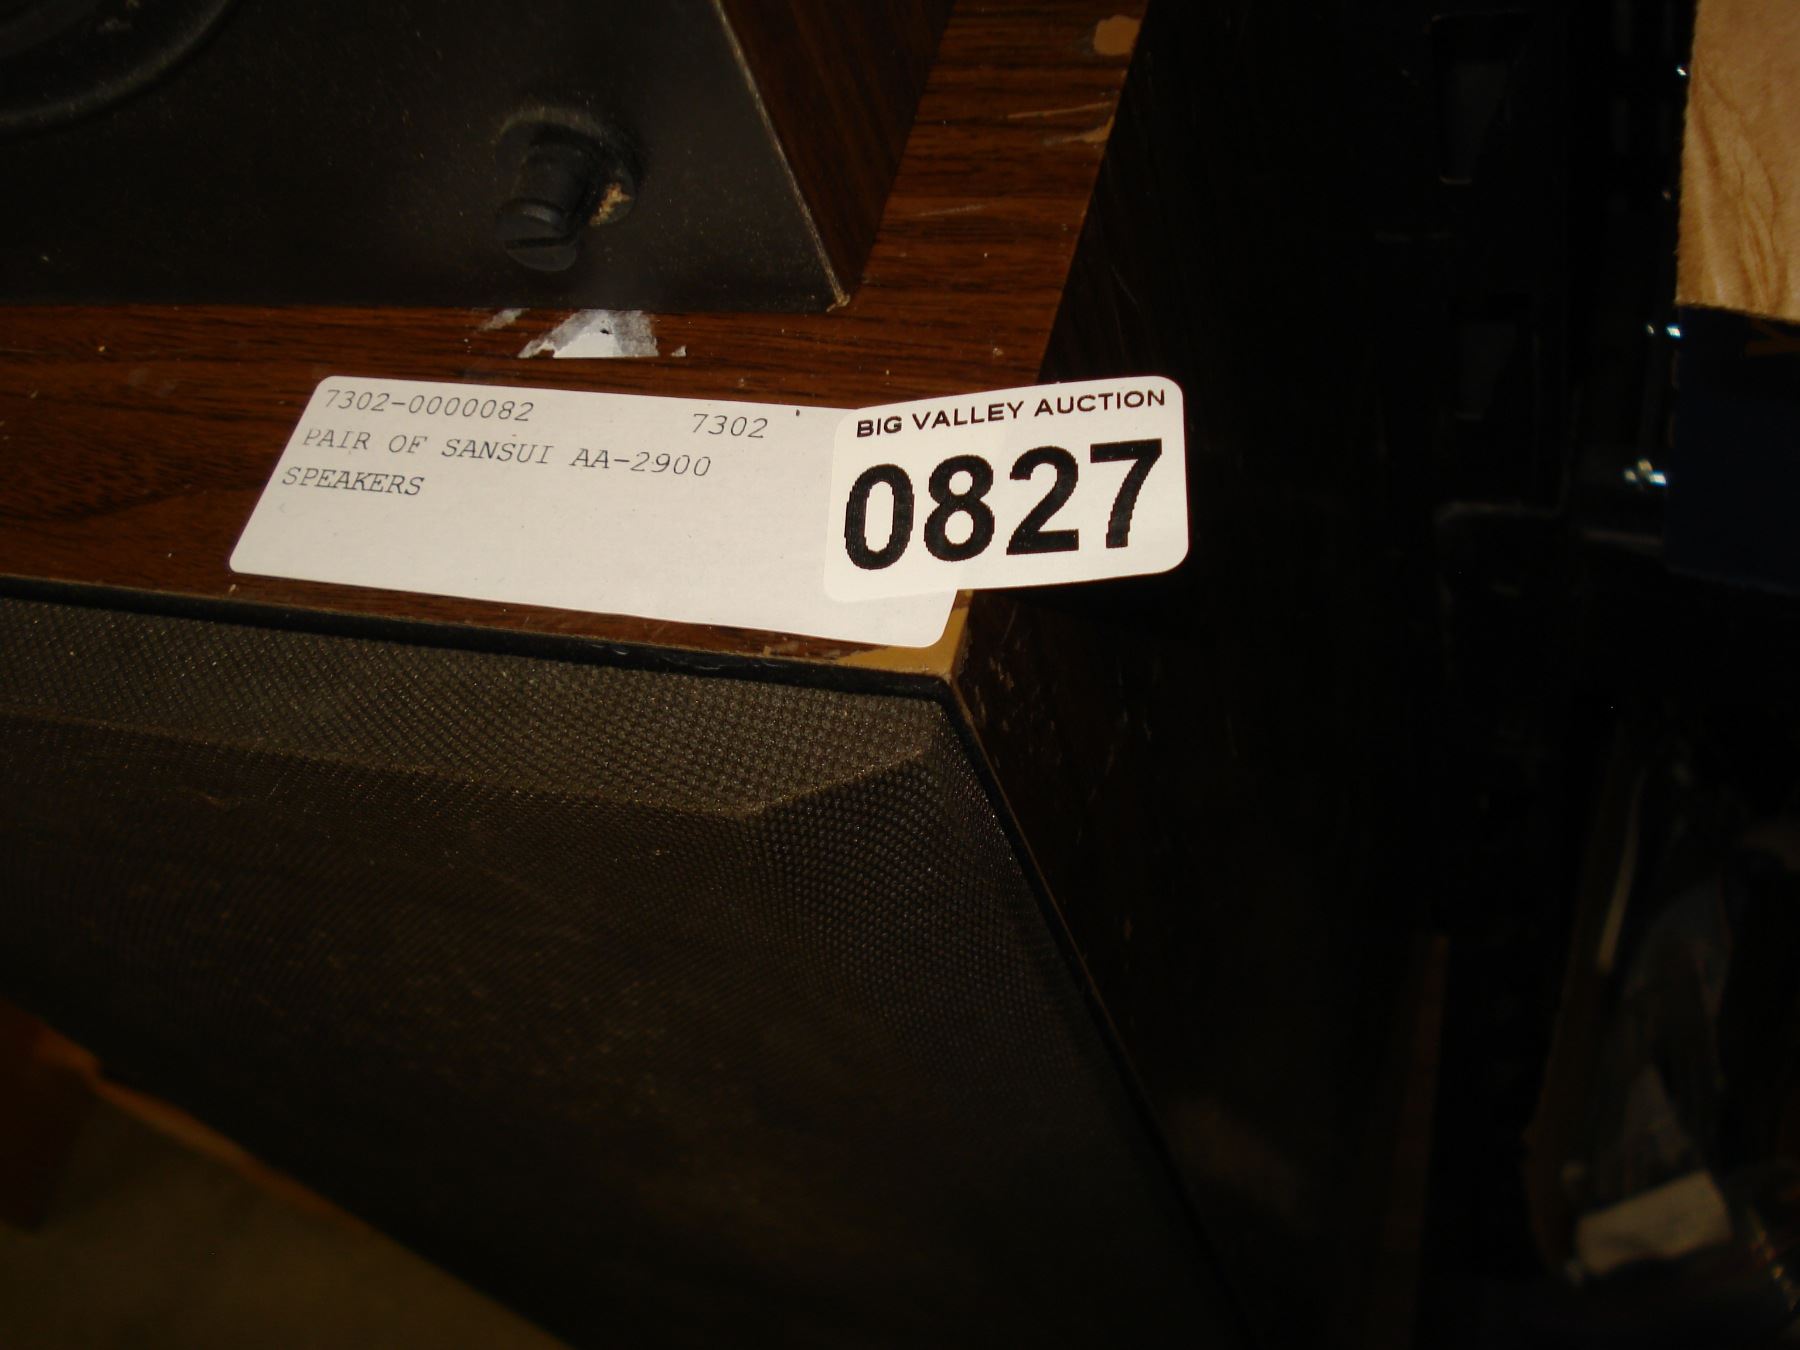 7302-0000082 7302
PAIR OF SANSUI AA-2900
SPEAKERS
BIG VALLEY AUCTION
0827